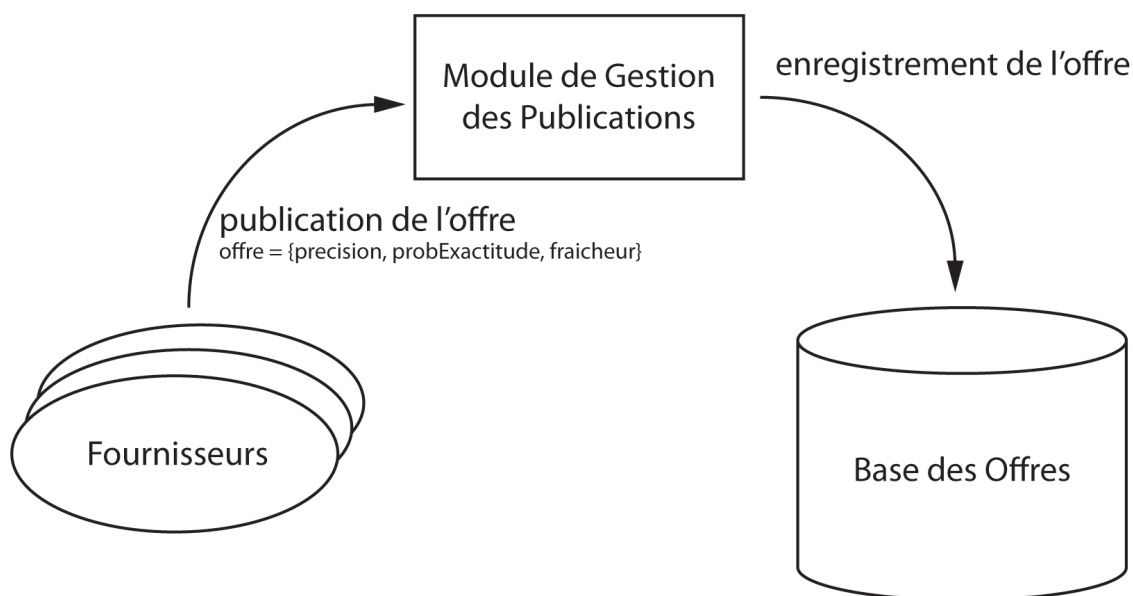 Module de Gestion
des Publications
enregistrement de l'offre
publication de l'offre
offre = {precision, probExactitude, fraicheur}
Fournisseurs
Base des Offres